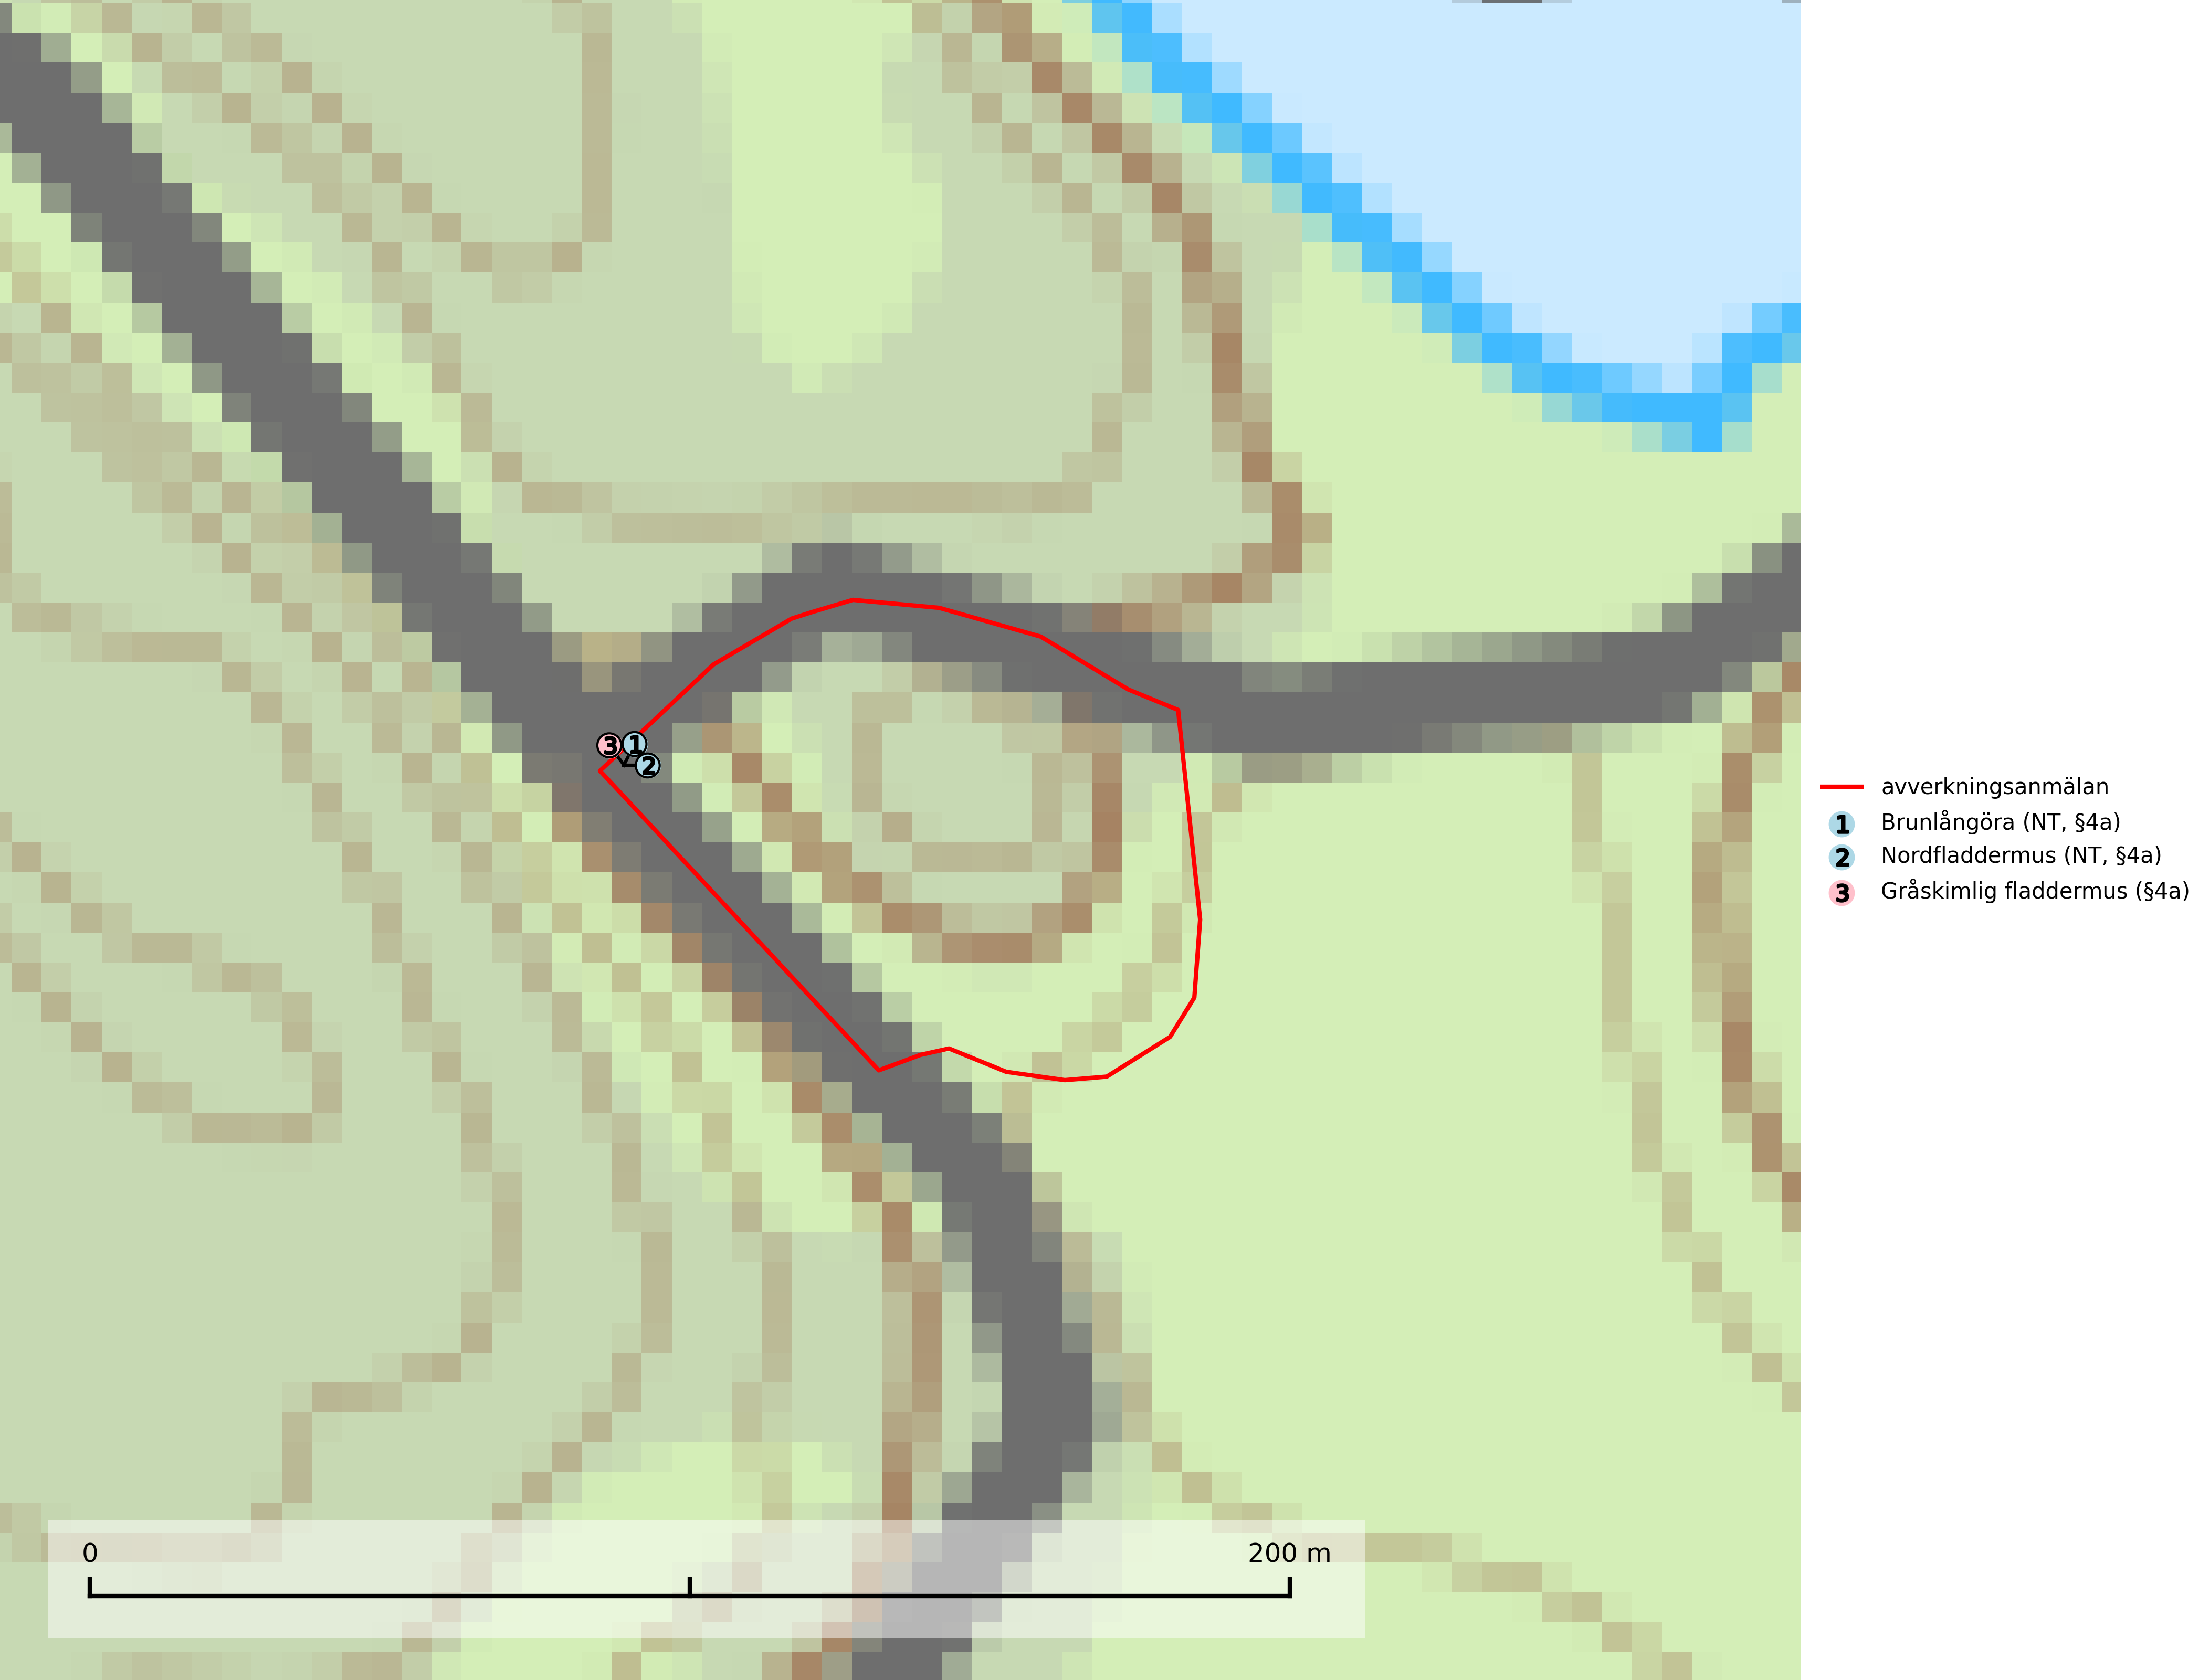 3 1
2
avverkningsanmälan
1 Brunlångöra (NT, §4a)
2 Nordfladdermus (NT, §4a)
3 Gråskimlig fladdermus (§4a)
0 200 m